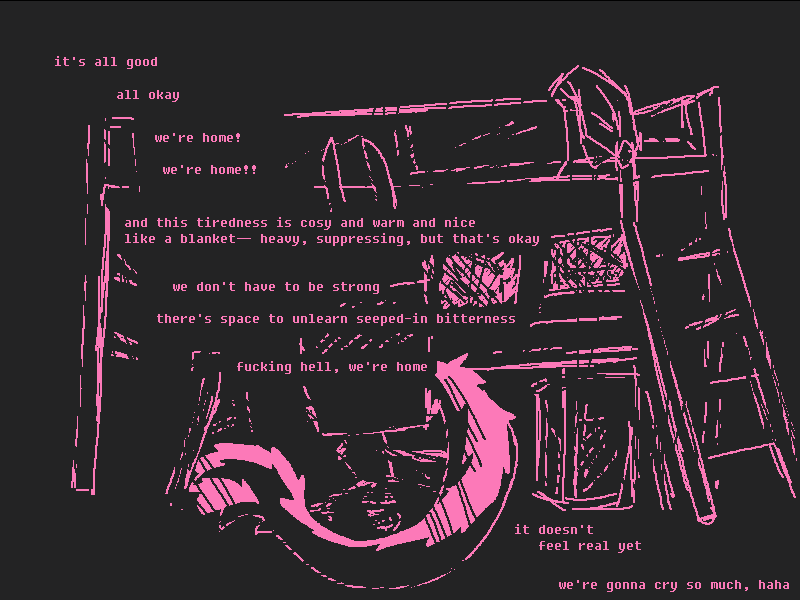 it's all good
all okay
we're home!
we're home!!
and this tiredness is cosy and warm and nice
like a blanket—— heavy, suppressing, but that's okay
we don't have to be strong
there's space to unlearn seeped-in bitterness
fucking hell, we're home
it doesn't
feel real yet
we're gonna cry so much, haha